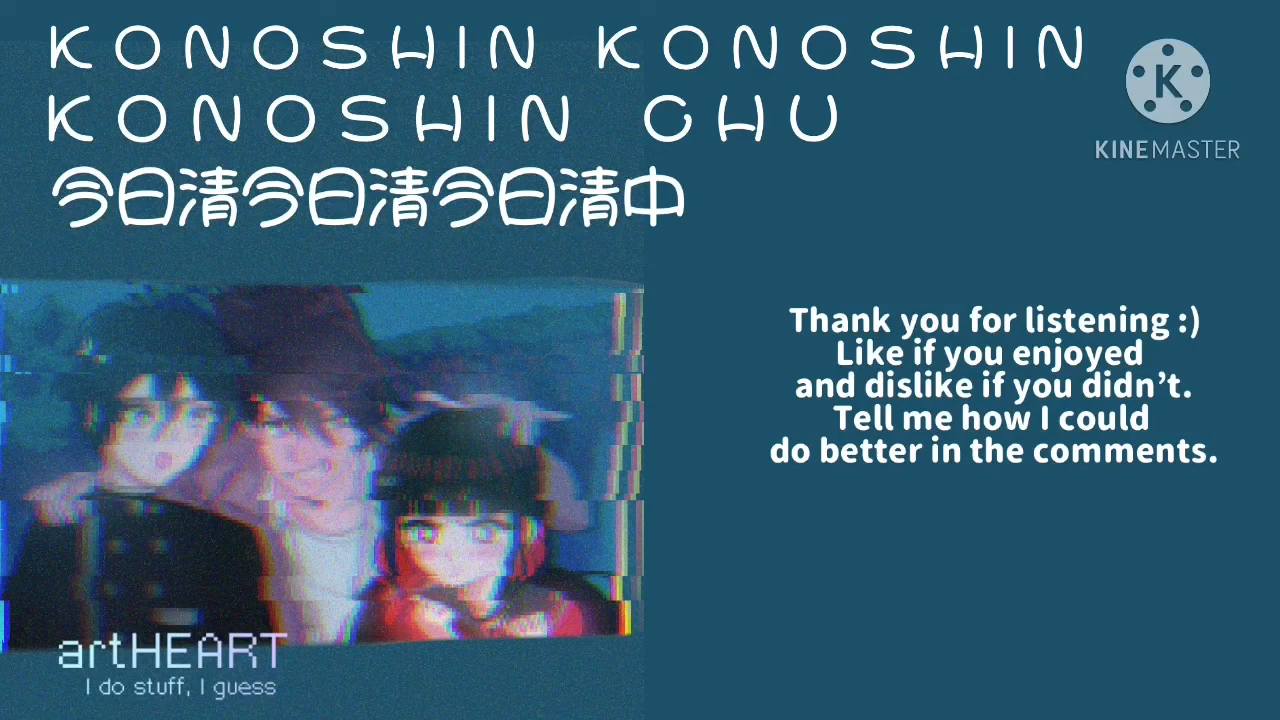 KONOSHIN KONOSHIN
KONOSHIN CHU
今日清今日清今日清中
K
KINEMASTER
Thank you for listening :)
Like if you enjoyed
and dislike if you didn’t.
Tell me how I could
do better in the comments.
artHEART
I do stuff, I guess